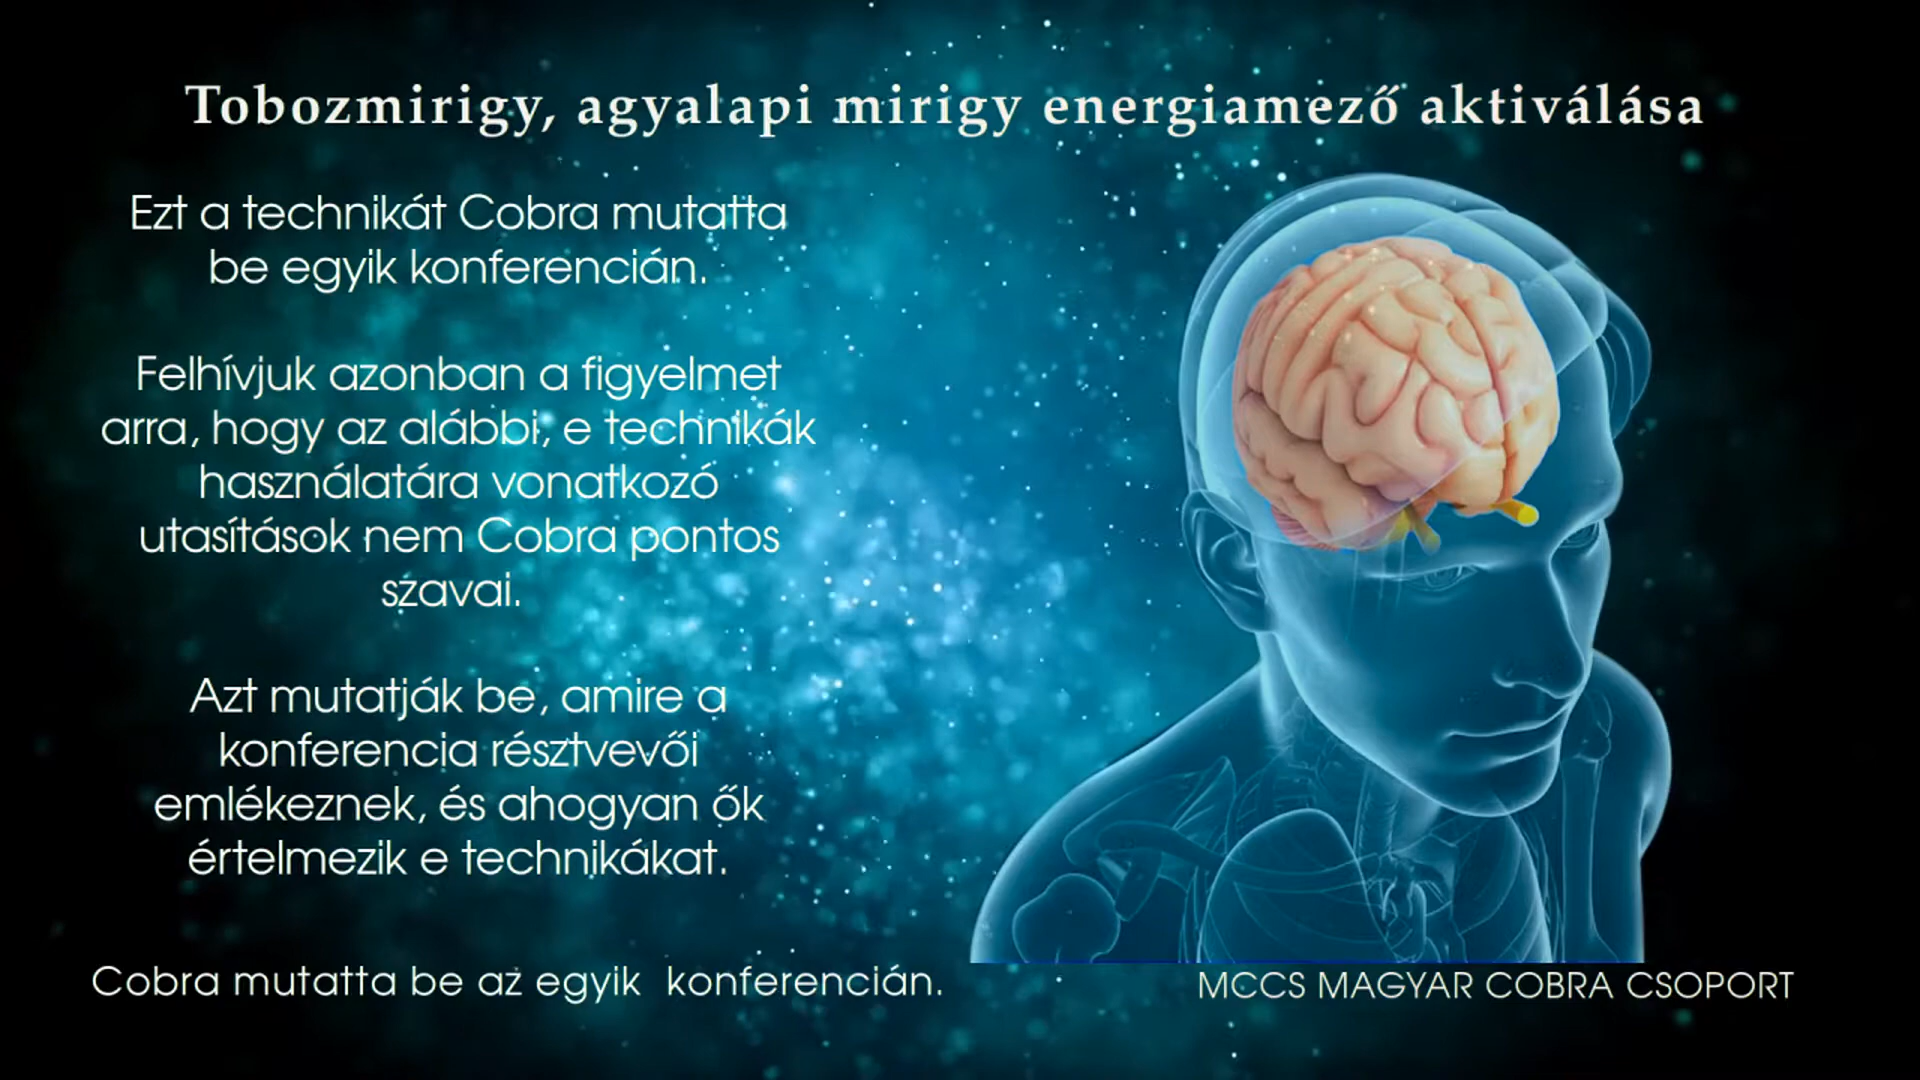 Tobozmirigy, agyalapi mirigy energiamező aktiválása
Ezt a technikát Cobra mutatta
be egyik konferencián.
Felhívjuk azonban a figyelmet
arra, hogy az alábbi, e technikák
használatára vonatkozó
utasítások nem Cobra pontos
szavai.
Azt mutatják be, amire a
konferencia résztvevői
emlékeznek, és ahogyan ők
értelmezik e technikákat.
Cobra mutatta be az egyik konferencián.
MCCS MAGYAR COBRA CSOPORT